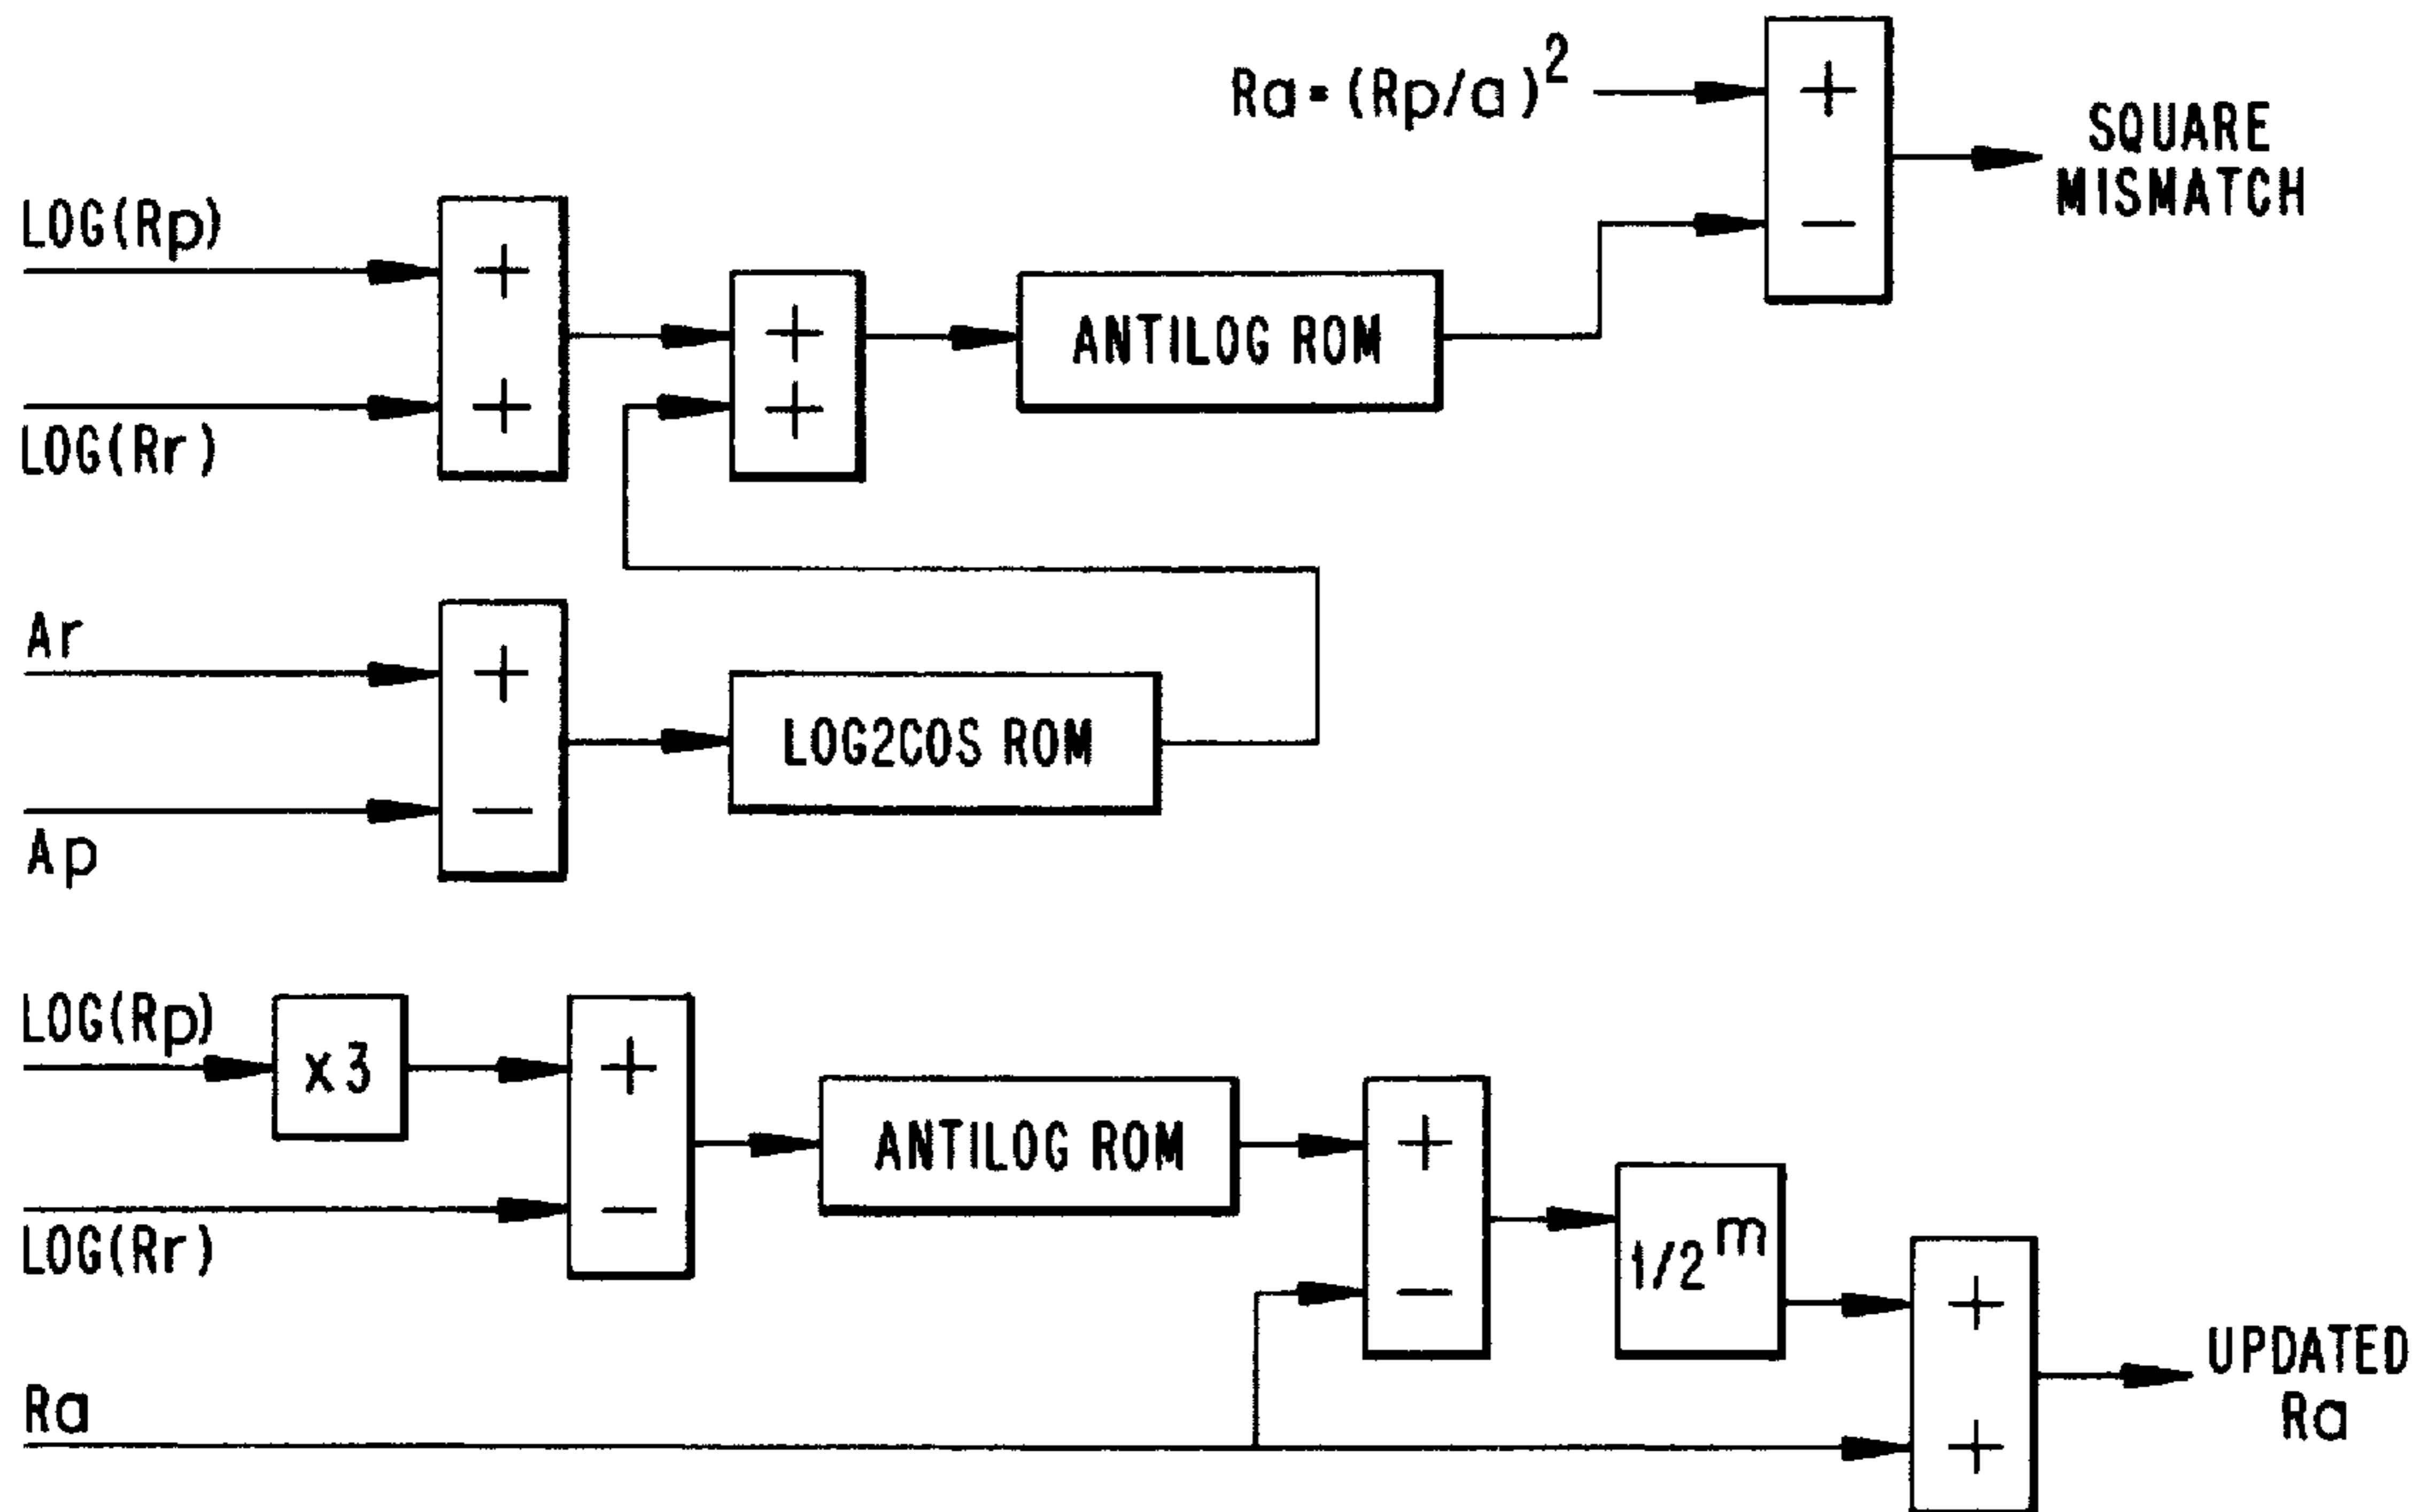 Ra = (Rp/a)²
+
−
SQUARE
MISMATCH
LOG(Rp)
LOG(Rr)
+
+
+
+
ANTILOG ROM
Ar
Ap
+
−
LOG2COS ROM
LOG(Rp)
x3
LOG(Rr)
+
−
ANTILOG ROM
+
−
1/2ᵐ
Ra
+
+
UPDATED
Ra